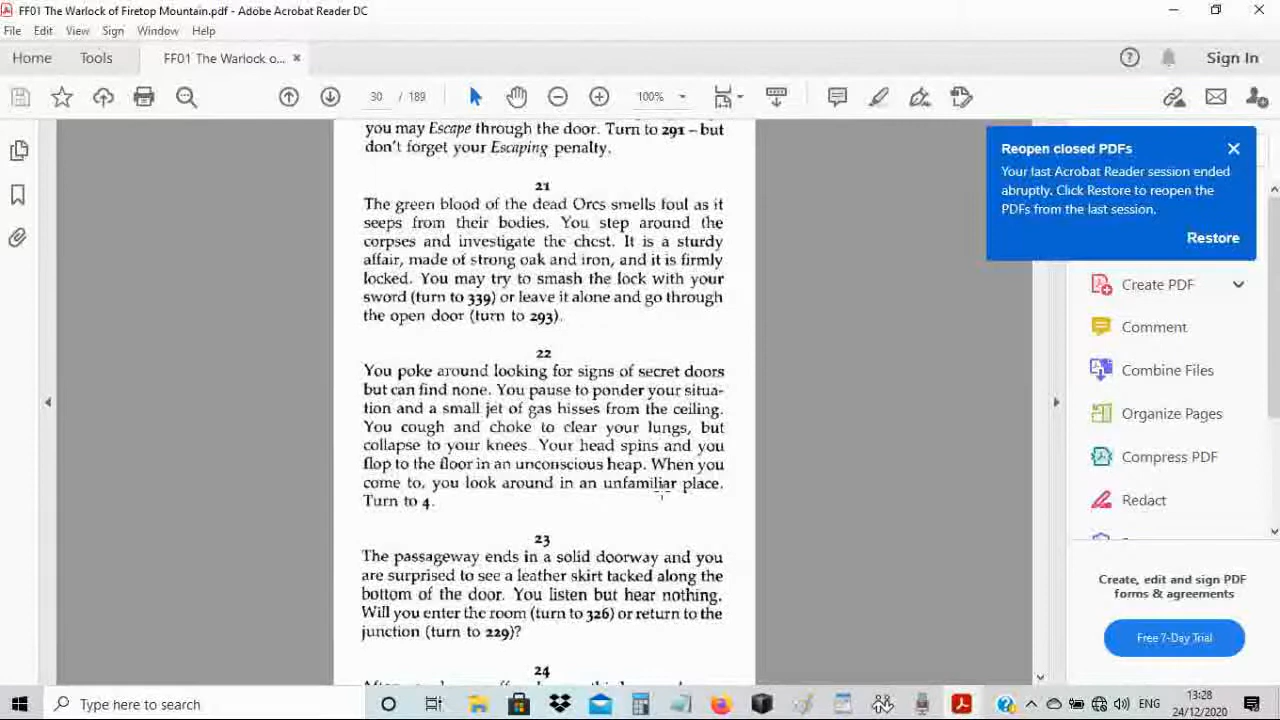 FF01 The Warlock of Firetop Mountain.pdf - Adobe Acrobat Reader DC
File Edit View Sign Window Help
Home Tools FF01 The Warlock o... × Sign In
30 / 189 100%
you may Escape through the door. Turn to 291 – but
don't forget your Escaping penalty.
21
The green blood of the dead Orcs smells foul as it
seeps from their bodies. You step around the
corpses and investigate the chest. It is a sturdy
affair, made of strong oak and iron, and it is firmly
locked. You may try to smash the lock with your
sword (turn to 339) or leave it alone and go through
the open door (turn to 293).
22
You poke around looking for signs of secret doors
but can find none. You pause to ponder your situa-
tion and a small jet of gas hisses from the ceiling.
You cough and choke to clear your lungs, but
collapse to your knees. Your head spins and you
flop to the floor in an unconscious heap. When you
come to, you look around in an unfamiliar place.
Turn to 4.
23
The passageway ends in a solid doorway and you
are surprised to see a leather skirt tacked along the
bottom of the door. You listen but hear nothing.
Will you enter the room (turn to 326) or return to the
junction (turn to 229)?
24
Reopen closed PDFs
Your last Acrobat Reader session ended
abruptly. Click Restore to reopen the
PDFs from the last session.
Restore
Create PDF
Comment
Combine Files
Organize Pages
Compress PDF
Redact
Create, edit and sign PDF
forms & agreements
Free 7-Day Trial
Type here to search
ENG
13:28
24/12/2020